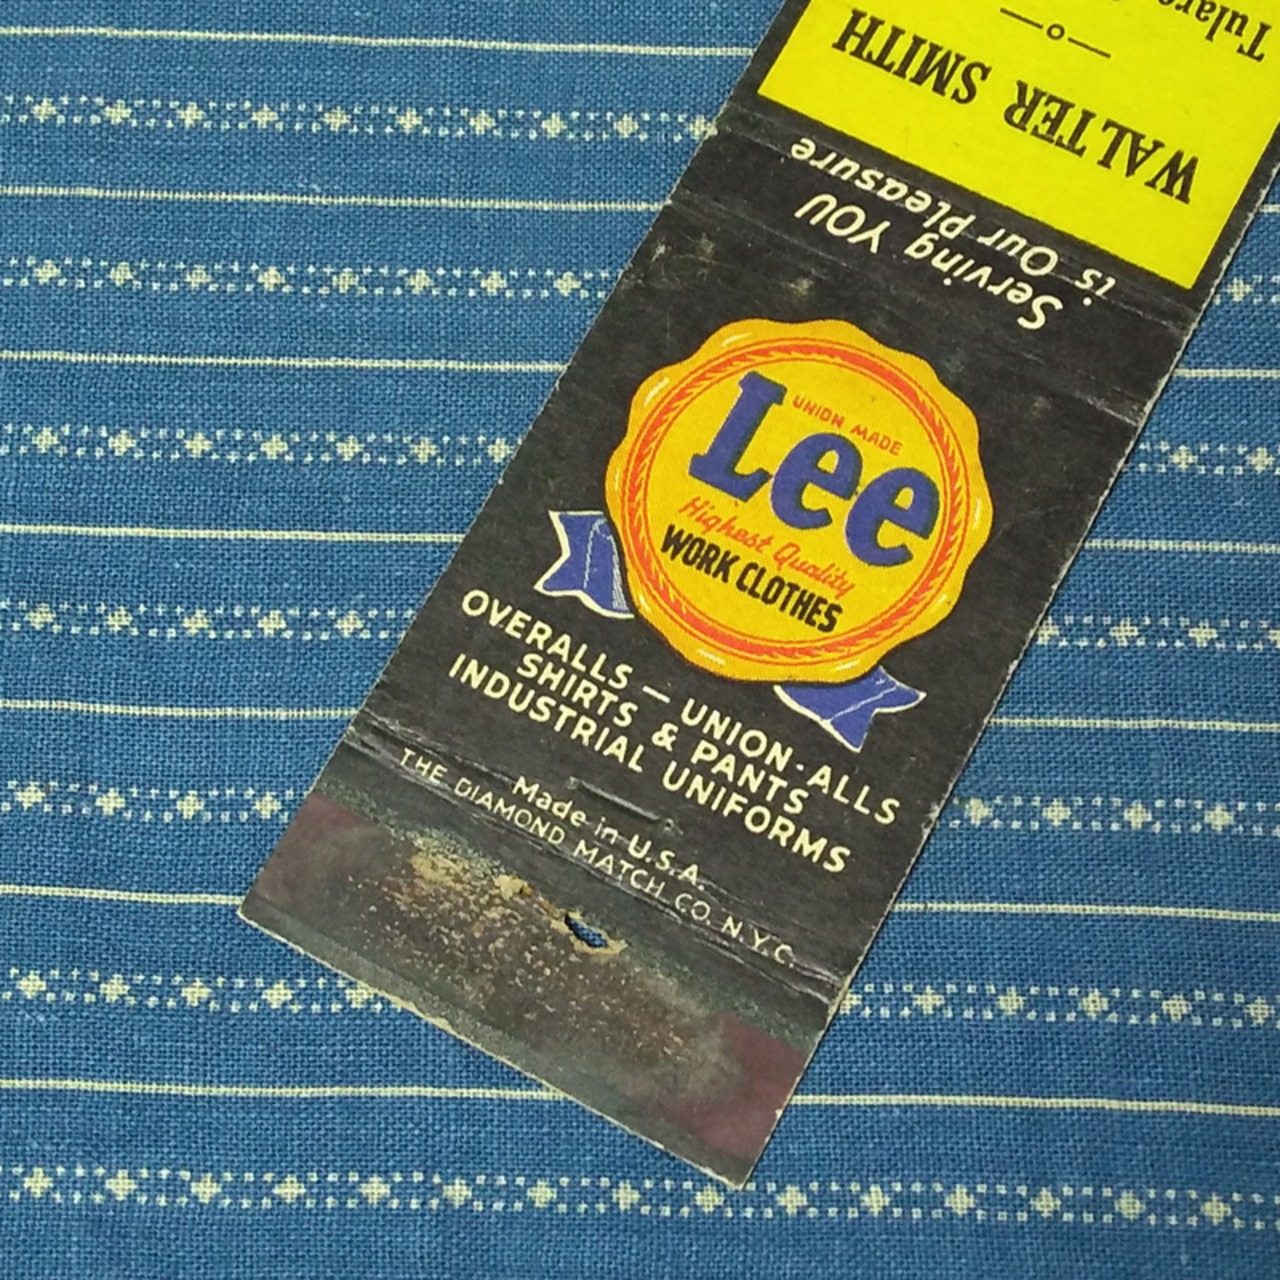 Tulare
WALTER SMITH
Serving YOU
is Our Pleasure
UNION MADE
Lee
Highest Quality
WORK CLOTHES
OVERALLS — UNION-ALLS
SHIRTS & PANTS
INDUSTRIAL UNIFORMS
Made in U.S.A.
THE DIAMOND MATCH CO. N.Y.C.